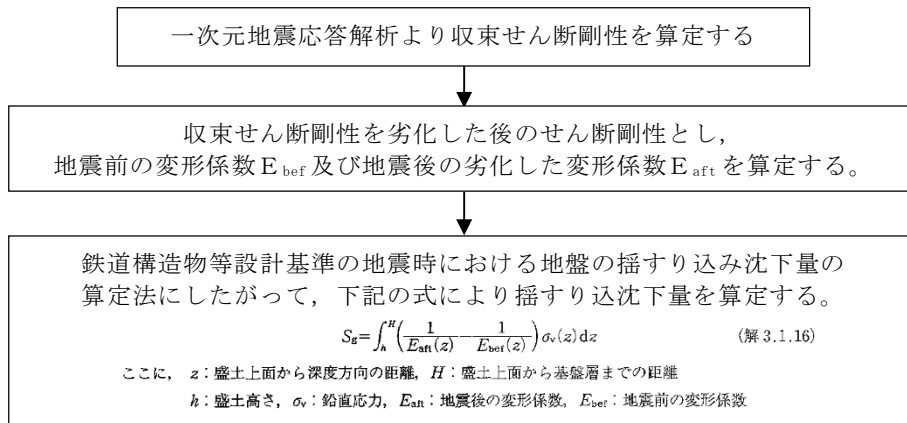 一次元地震応答解析より収束せん断剛性を算定する
収束せん断剛性を劣化した後のせん断剛性とし，
地震前の変形係数Ｅbef及び地震後の劣化した変形係数Ｅaftを算定する。
鉄道構造物等設計基準の地震時における地盤の揺すり込み沈下量の
算定法にしたがって，下記の式により揺すり込沈下量を算定する。
S_g=∫_h^H(1/E_aft(z)−1/E_bef(z))σ_v(z)dz （解 3.1.16）
ここに， z：盛土上面から深度方向の距離，H：盛土上面から基盤層までの距離
h：盛土高さ，σv：鉛直応力，Eaft：地震後の変形係数，Ebef：地震前の変形係数